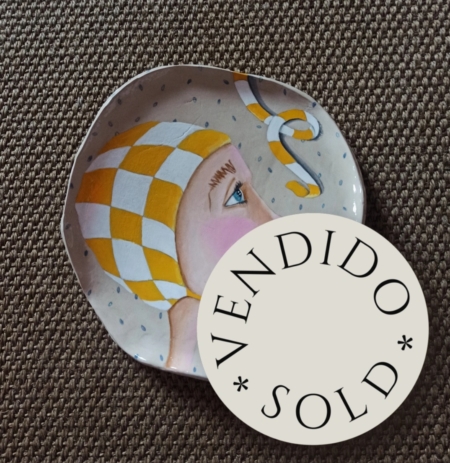 VENDIDO
* SOLD *